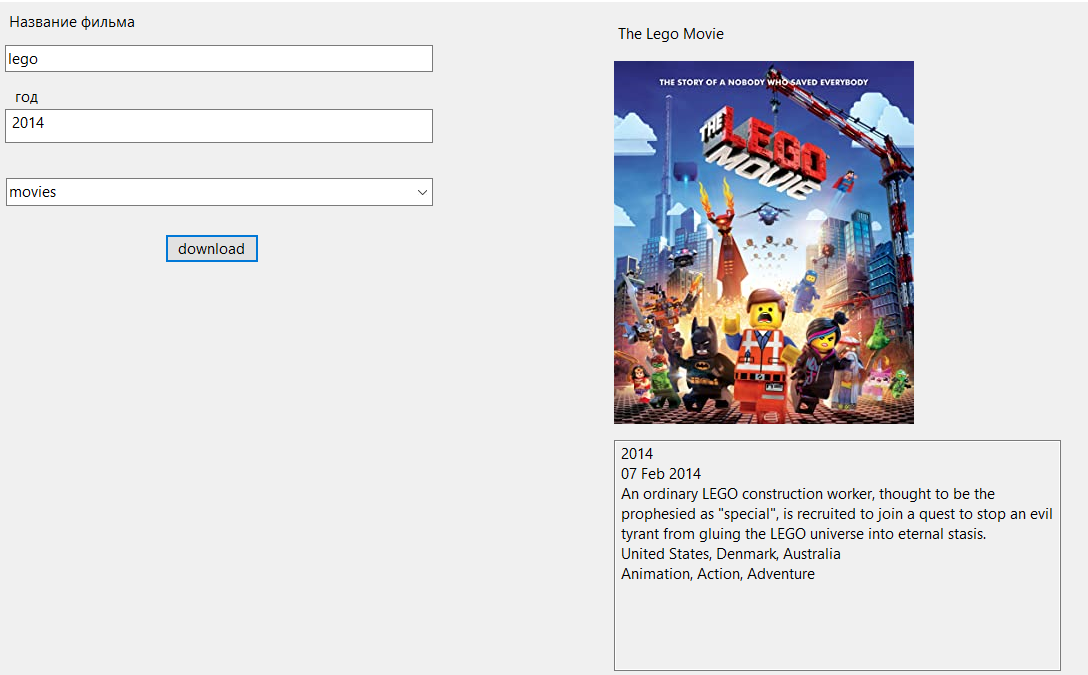 Название фильма
lego
год
2014
movies
download
The Lego Movie
THE STORY OF A NOBODY WHO SAVED EVERYBODY
THE
LEGO
MOVIE
2014
07 Feb 2014
An ordinary LEGO construction worker, thought to be the
prophesied as "special", is recruited to join a quest to stop an evil
tyrant from gluing the LEGO universe into eternal stasis.
United States, Denmark, Australia
Animation, Action, Adventure